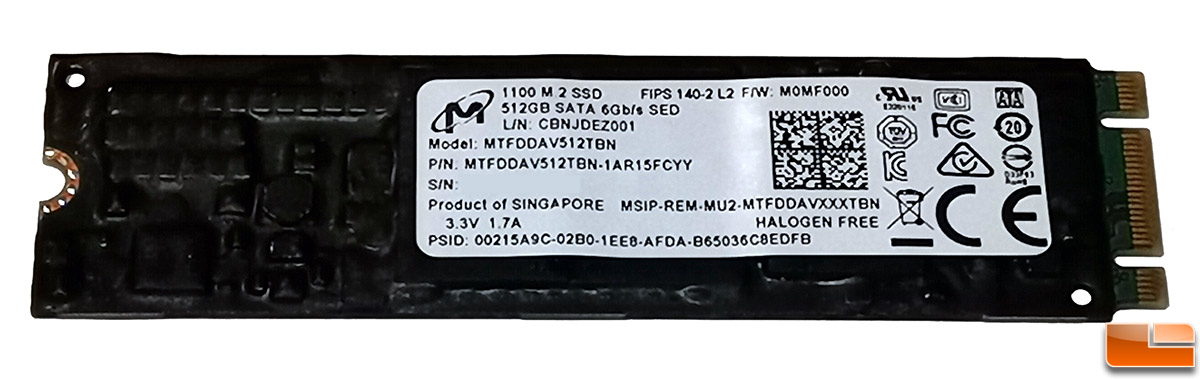 1100 M.2 SSD FIPS 140-2 L2 F/W: M0MF000
512GB SATA 6Gb/s SED
L/N: CBNJDEZ001
Model: MTFDDAV512TBN
P/N: MTFDDAV512TBN-1AR15FCYY
S/N:
Product of SINGAPORE MSIP-REM-MU2-MTFDDAVXXXTBN
3.3V 1.7A HALOGEN FREE
PSID: 00215A9C-02B0-1EE8-AFDA-B65036C8EDFB
TÜV
FC
20
CE